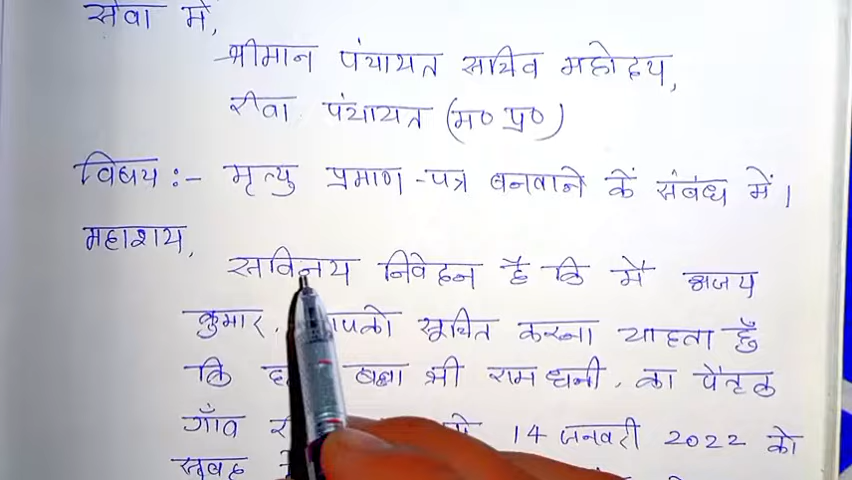 सेवा में,
श्रीमान पंचायत सचिव महोदय,
रीवा पंचायत (म० प्र०)
विषय :- मृत्यु प्रमाण-पत्र बनवाने के संबंध में।
महाशय,
सविनय निवेदन है कि मैं अजय
कुमार, आपको सूचित करना चाहता हूँ
कि बाबा श्री रामधनी, का पैतृक
गाँव 14 जनवरी 2022 को
सुबह